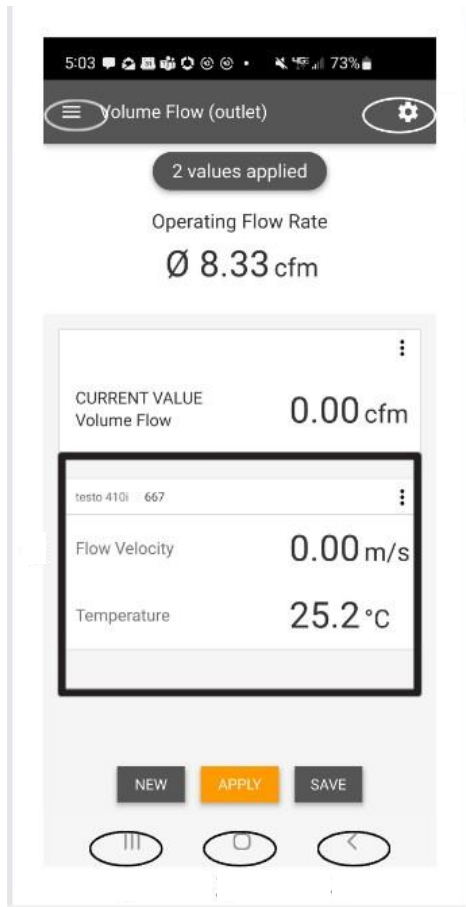 5:03 73%
Volume Flow (outlet)
2 values applied
Operating Flow Rate
Ø 8.33 cfm
CURRENT VALUE
Volume Flow
0.00 cfm
testo 410i 667
Flow Velocity 0.00 m/s
Temperature 25.2 °C
NEW APPLY SAVE